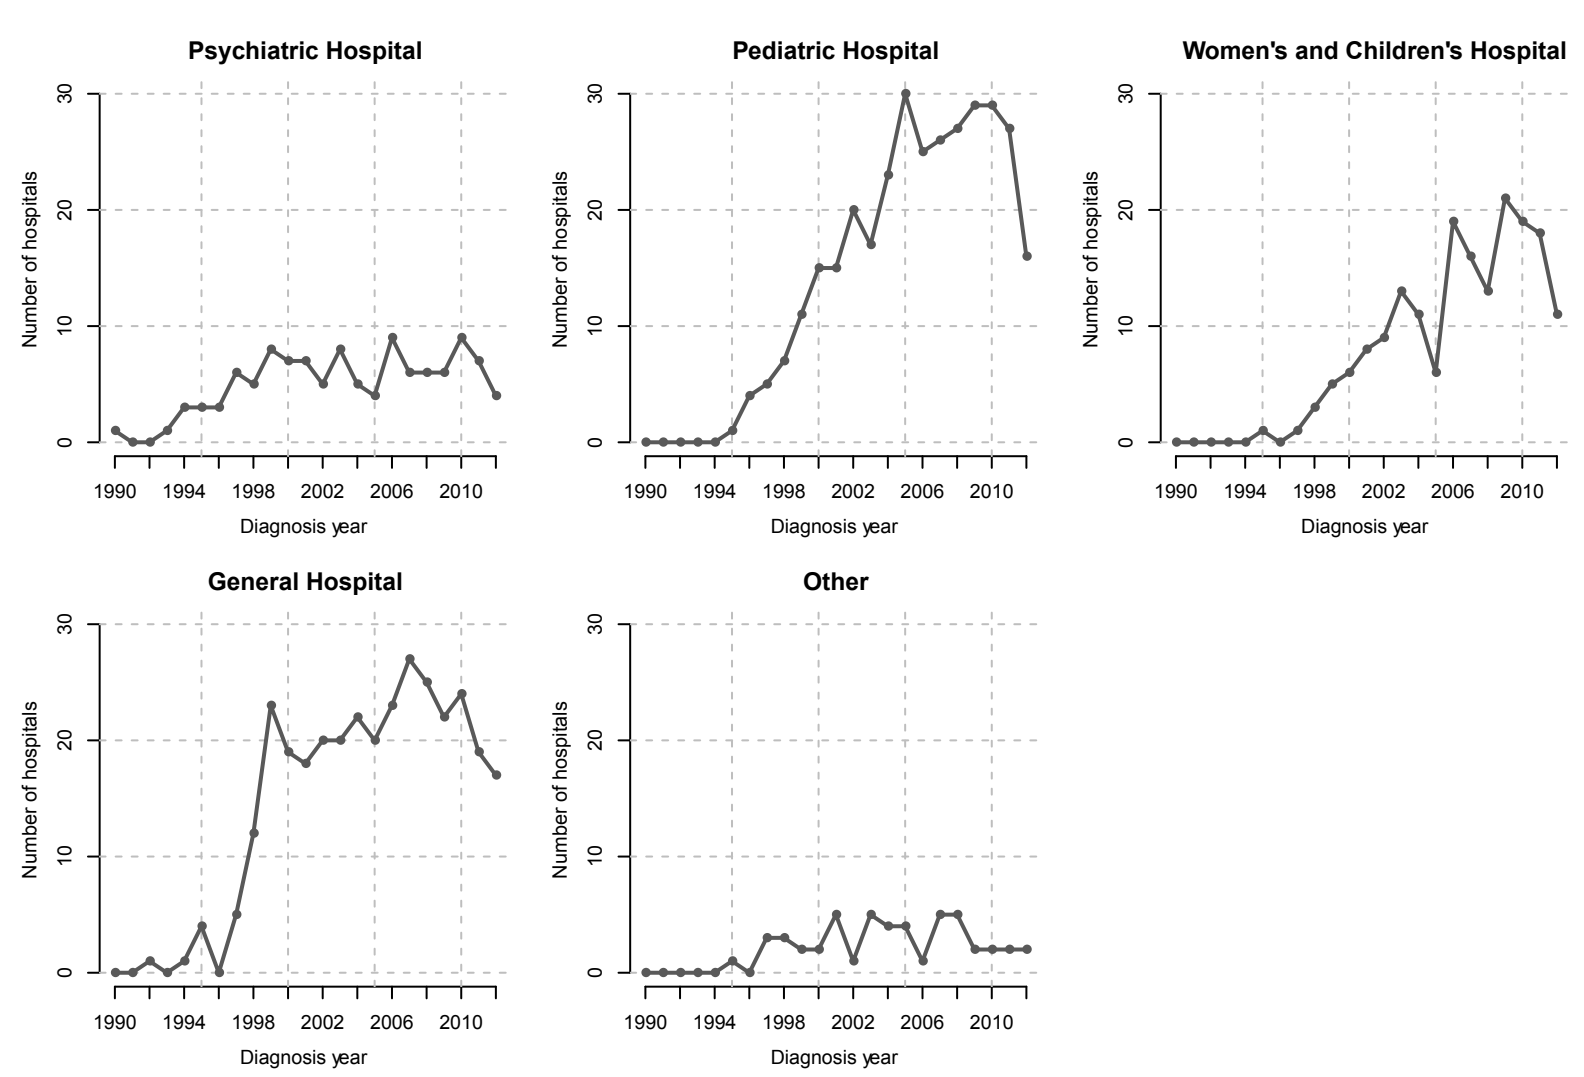 Psychiatric Hospital
Number of hospitals
30
20
10
0
1990 1994 1998 2002 2006 2010
Diagnosis year
Pediatric Hospital
Number of hospitals
30
20
10
0
1990 1994 1998 2002 2006 2010
Diagnosis year
Women's and Children's Hospital
Number of hospitals
30
20
10
0
1990 1994 1998 2002 2006 2010
Diagnosis year
General Hospital
Number of hospitals
30
20
10
0
1990 1994 1998 2002 2006 2010
Diagnosis year
Other
Number of hospitals
30
20
10
0
1990 1994 1998 2002 2006 2010
Diagnosis year